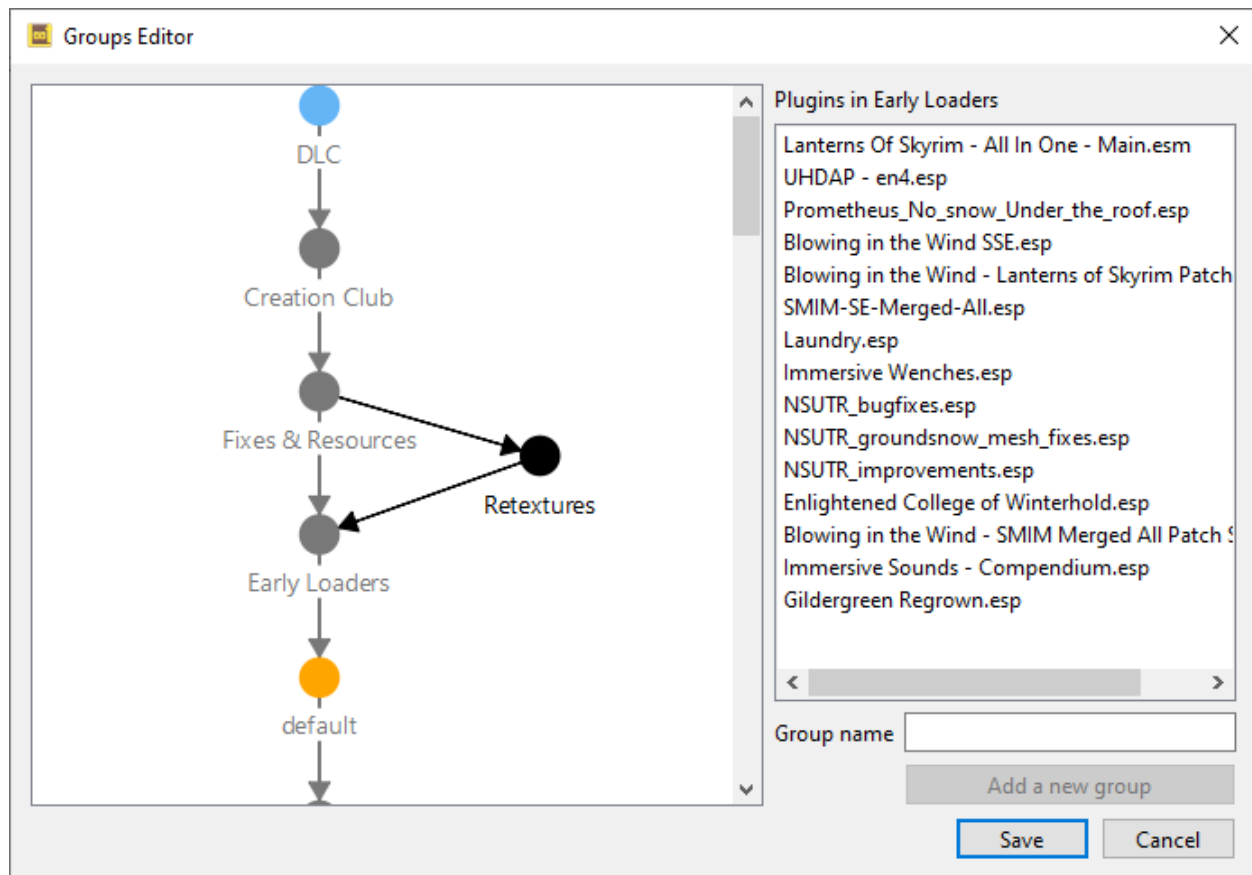 Groups Editor
DLC
Creation Club
Fixes & Resources
Retextures
Early Loaders
default
Plugins in Early Loaders
Lanterns Of Skyrim - All In One - Main.esm
UHDAP - en4.esp
Prometheus_No_snow_Under_the_roof.esp
Blowing in the Wind SSE.esp
Blowing in the Wind - Lanterns of Skyrim Patch
SMIM-SE-Merged-All.esp
Laundry.esp
Immersive Wenches.esp
NSUTR_bugfixes.esp
NSUTR_groundsnow_mesh_fixes.esp
NSUTR_improvements.esp
Enlightened College of Winterhold.esp
Blowing in the Wind - SMIM Merged All Patch
Immersive Sounds - Compendium.esp
Gildergreen Regrown.esp
Group name
Add a new group
Save
Cancel